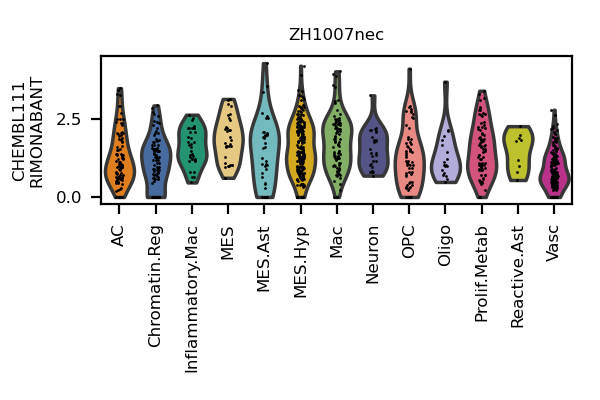 ZH1007nec
CHEMBL111
RIMONABANT
2.5
0.0
AC
Chromatin.Reg
Inflammatory.Mac
MES
MES.Ast
MES.Hyp
Mac
Neuron
OPC
Oligo
Prolif.Metab
Reactive.Ast
Vasc